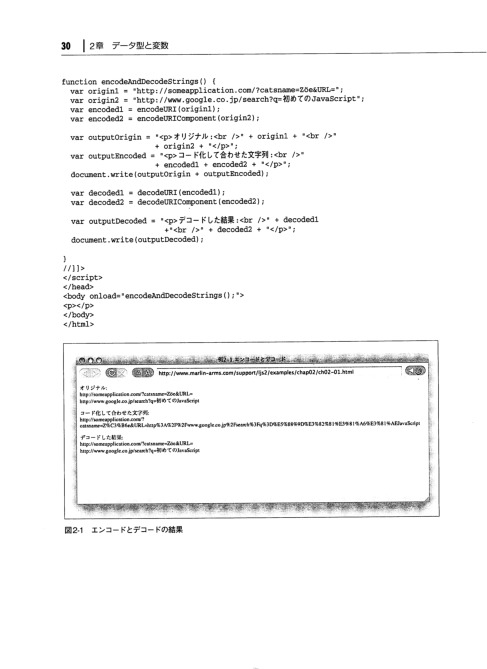 30 2章 データ型と変数
function encodeAndDecodeStrings() {
var origin1 = "http://someapplication.com/?catsname=Zöe&URL=";
var origin2 = "http://www.google.co.jp/search?q=初めてのJavaScript";
var encoded1 = encodeURI(origin1);
var encoded2 = encodeURIComponent(origin2);
var outputOrigin = "<p>オリジナル:<br />" + origin1 + "<br />"
+ origin2 + "</p>";
var outputEncoded = "<p>コード化して合わせた文字列:<br />"
+ encoded1 + encoded2 + "</p>";
document.write(outputOrigin + outputEncoded);
var decoded1 = decodeURI(encoded1);
var decoded2 = decodeURIComponent(encoded2);
var outputDecoded = "<p>デコードした結果:<br />" + decoded1
+"<br />" + decoded2 + "</p>";
document.write(outputDecoded);
}
//]]>
</script>
</head>
<body onload="encodeAndDecodeStrings();">
<p></p>
</body>
</html>
例2-1 エンコードとデコード
http://www.marlin-arms.com/support/ljs2/examples/chap02/ch02-01.html
オリジナル:
http://someapplication.com/?catsname=Zöe&URL=
http://www.google.co.jp/search?q=初めてのJavaScript
コード化して合わせた文字列:
http://someapplication.com/?
catsname=Z%C3%B6e&URL=http%3A%2F%2Fwww.google.co.jp%2Fsearch%3Fq%3D%E5%88%9D%E3%82%81%E3%81%A6%E3%81%AEJavaScript
デコードした結果:
http://someapplication.com/?catsname=Zöe&URL=
http://www.google.co.jp/search?q=初めてのJavaScript
図2-1 エンコードとデコードの結果